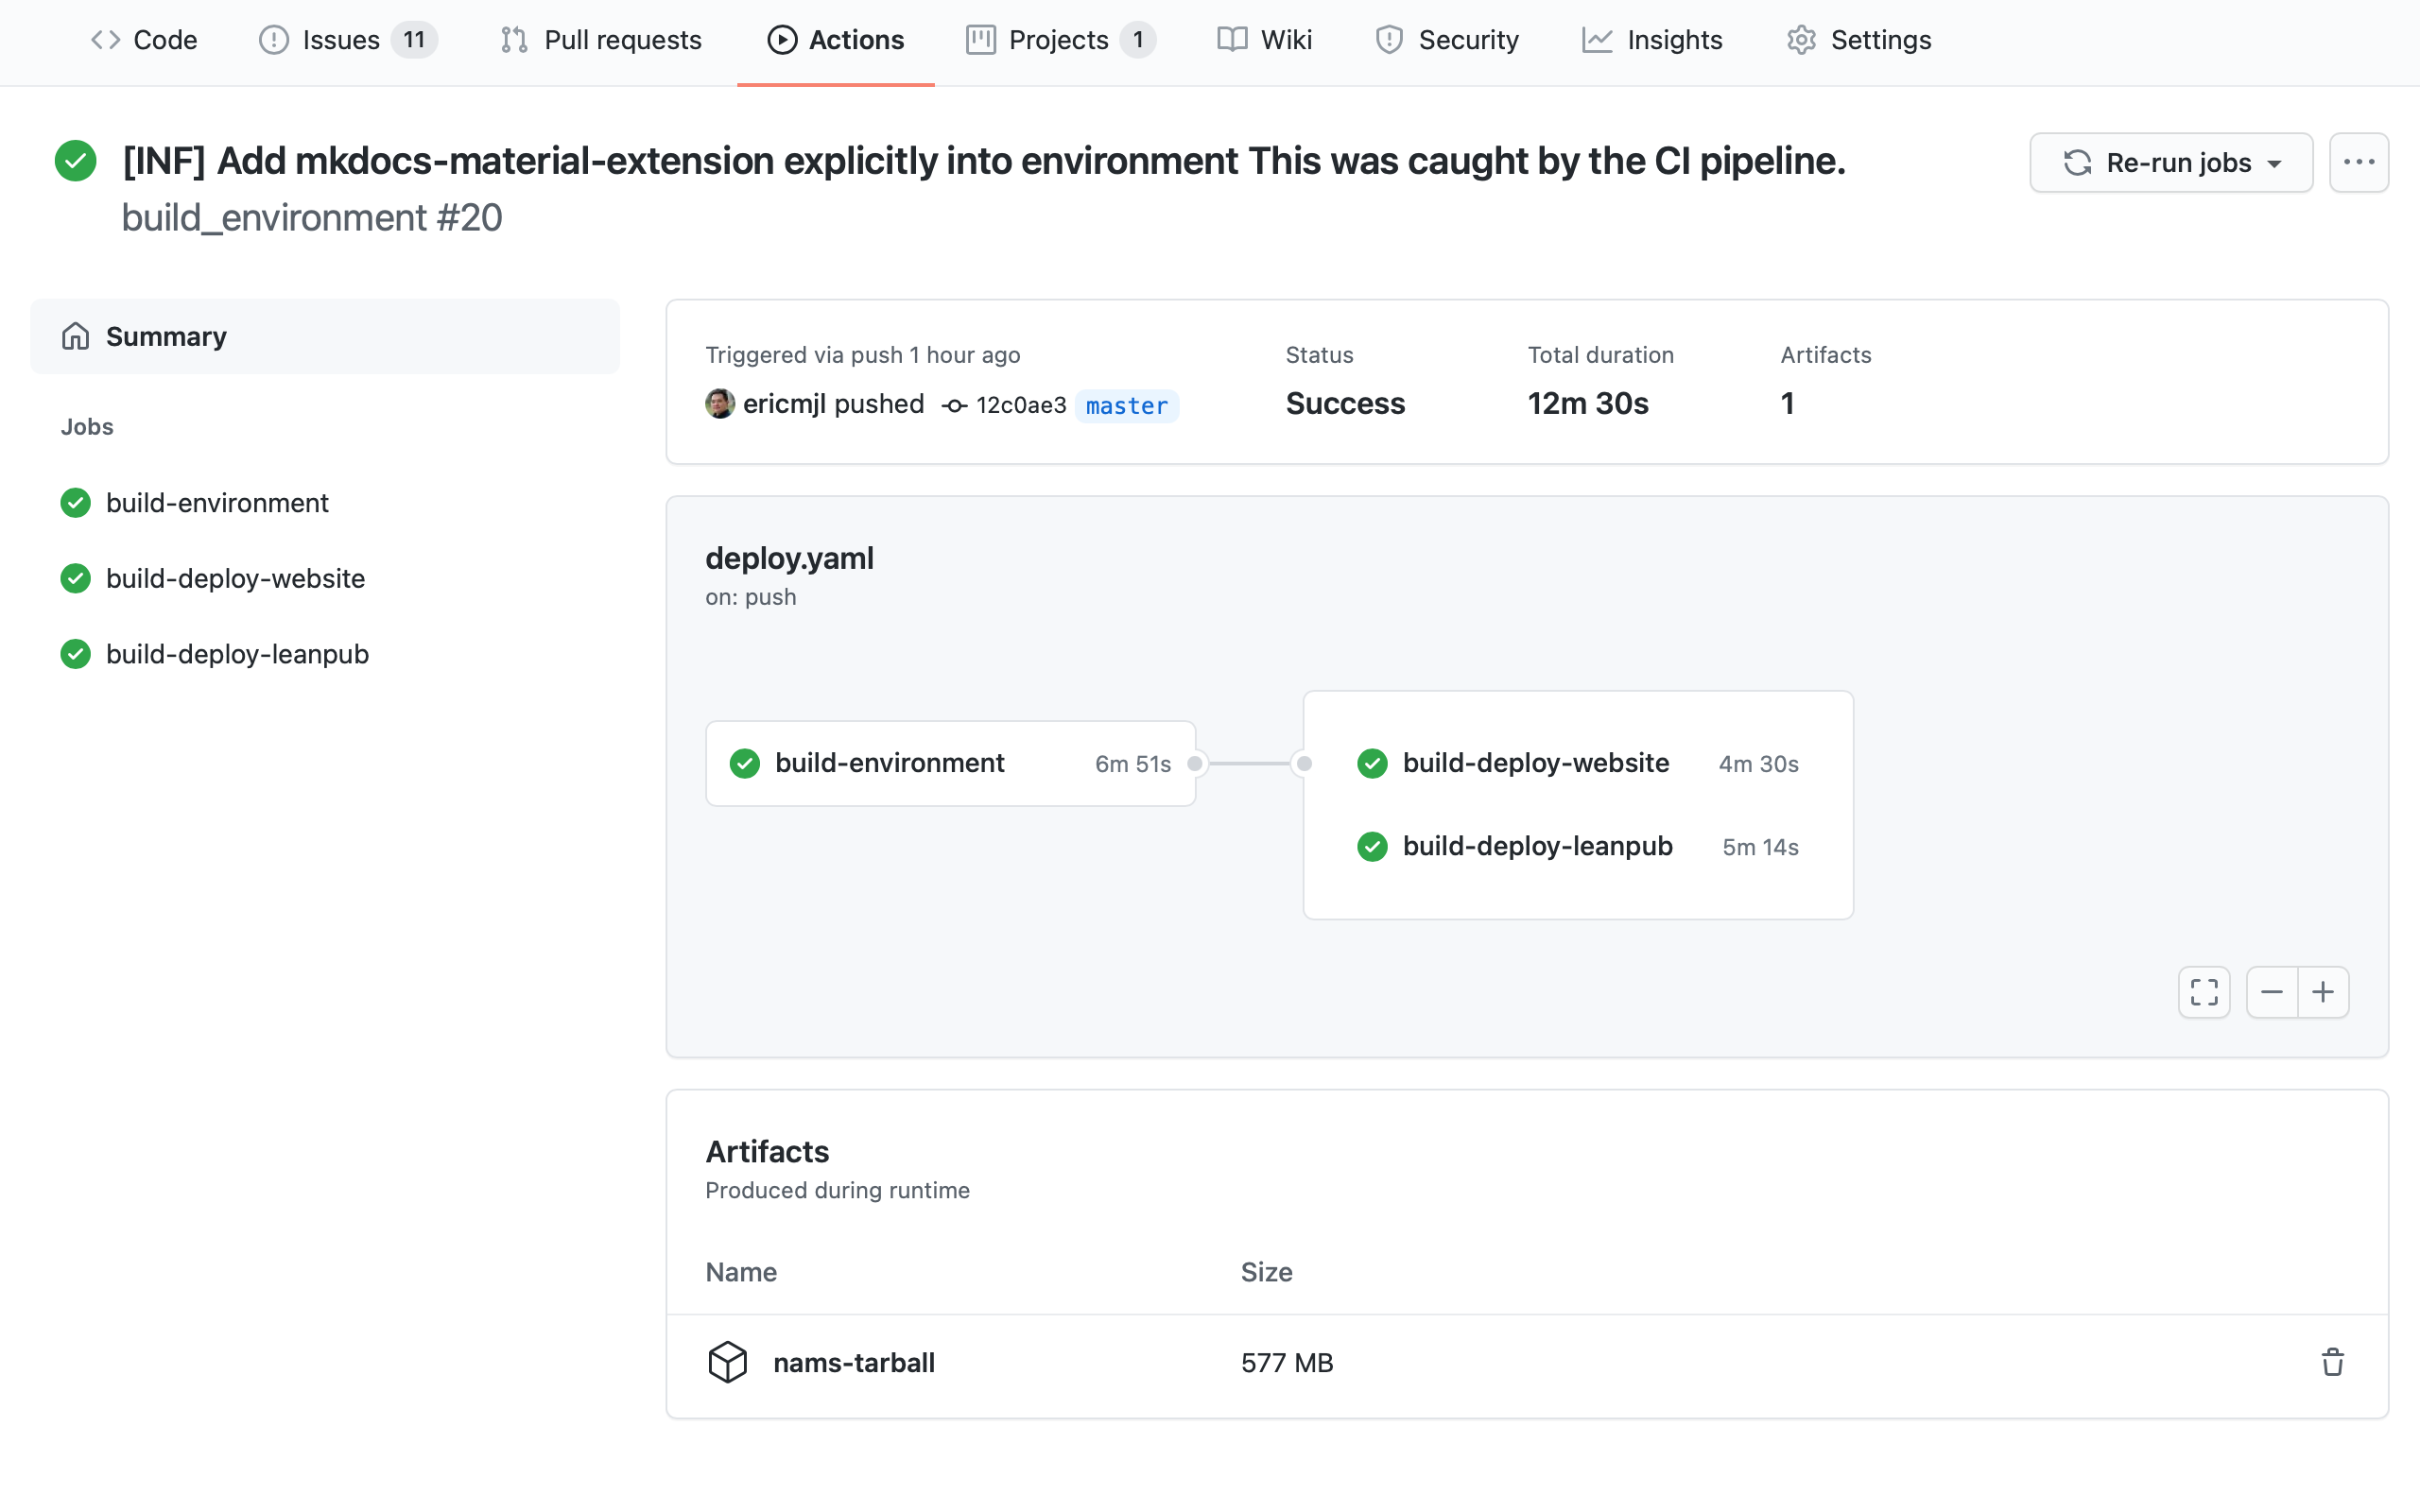 Code Issues 11 Pull requests Actions Projects 1 Wiki Security Insights Settings
[INF] Add mkdocs-material-extension explicitly into environment This was caught by the CI pipeline.
build_environment #20
Re-run jobs
Summary
Jobs
build-environment
build-deploy-website
build-deploy-leanpub
Triggered via push 1 hour ago
ericmjl pushed 12c0ae3 master
Status
Success
Total duration
12m 30s
Artifacts
1
deploy.yaml
on: push
build-environment 6m 51s
build-deploy-website 4m 30s
build-deploy-leanpub 5m 14s
Artifacts
Produced during runtime
Name Size
nams-tarball 577 MB